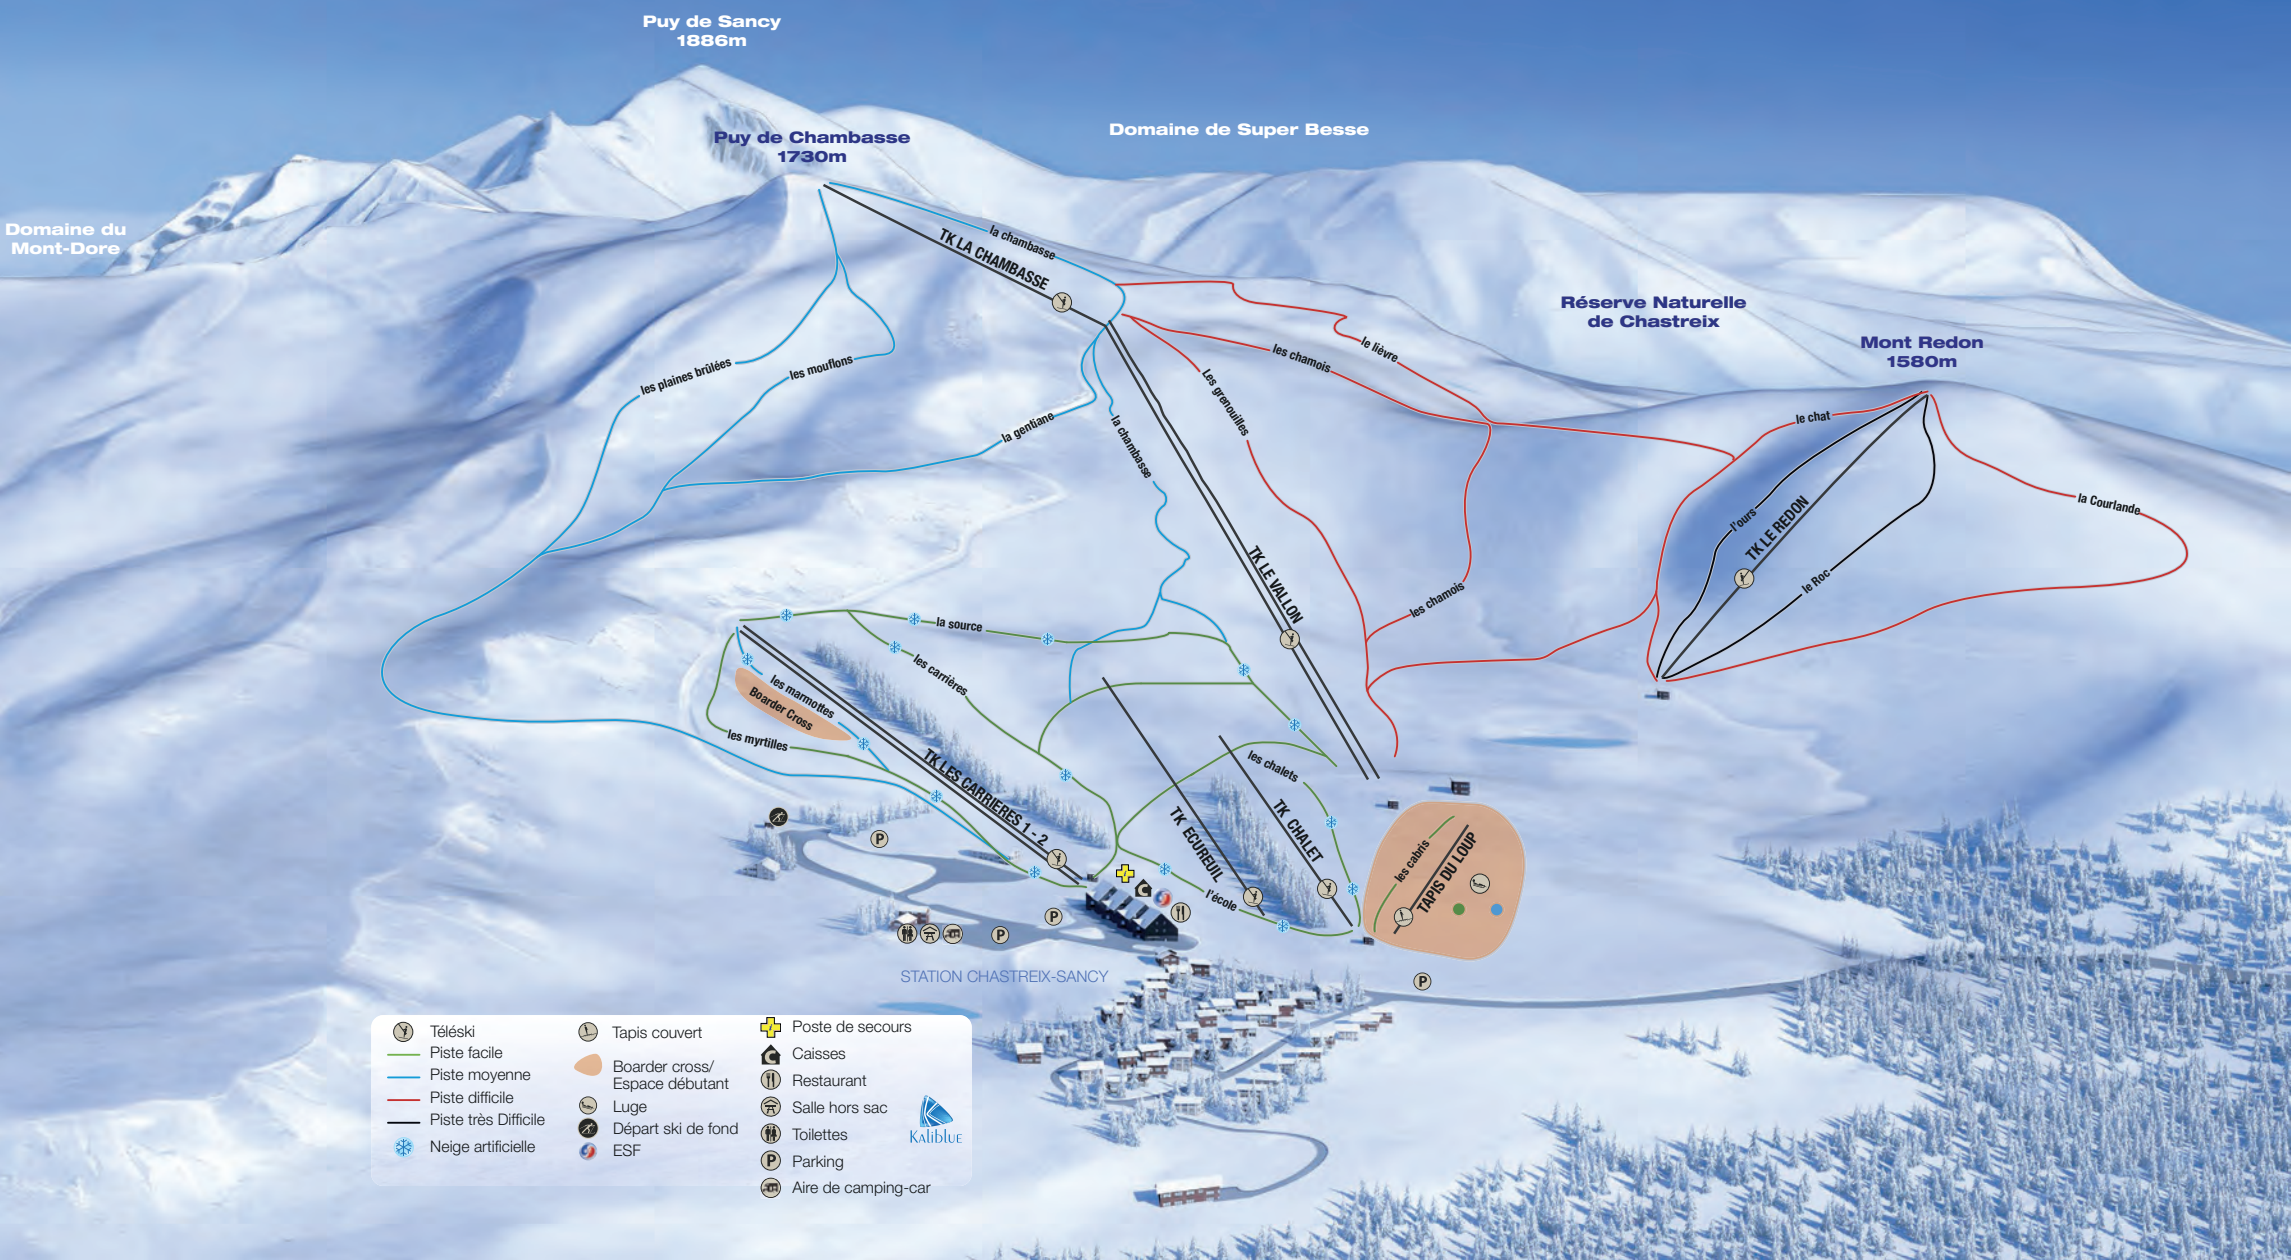 Puy de Sancy
1886m
Puy de Chambasse
1730m
Domaine de Super Besse
Domaine du
Mont-Dore
Réserve Naturelle
de Chastreix
Mont Redon
1580m
la chambasse
TK LA CHAMBASSE
les plaines brûlées
les mouflons
la gentiane
la chambasse
Les grenouilles
les chamois
le lièvre
le chat
l'ours
TK LE REDON
le Roc
la Courlande
TK LE VALLON
les chamois
la source
les carrières
les marmottes
Boarder Cross
les myrtilles
TK LES CARRIERES 1 - 2
les chalets
TK ECUREUIL
TK CHALET
l'école
les cabris
TAPIS DU LOUP
P
P
P
P
C
STATION CHASTREIX-SANCY
Téléski
Piste facile
Piste moyenne
Piste difficile
Piste très Difficile
Neige artificielle
Tapis couvert
Boarder cross/
Espace débutant
Luge
Départ ski de fond
ESF
Poste de secours
C Caisses
Restaurant
Salle hors sac
Toilettes
P Parking
Aire de camping-car
KALIBLUE